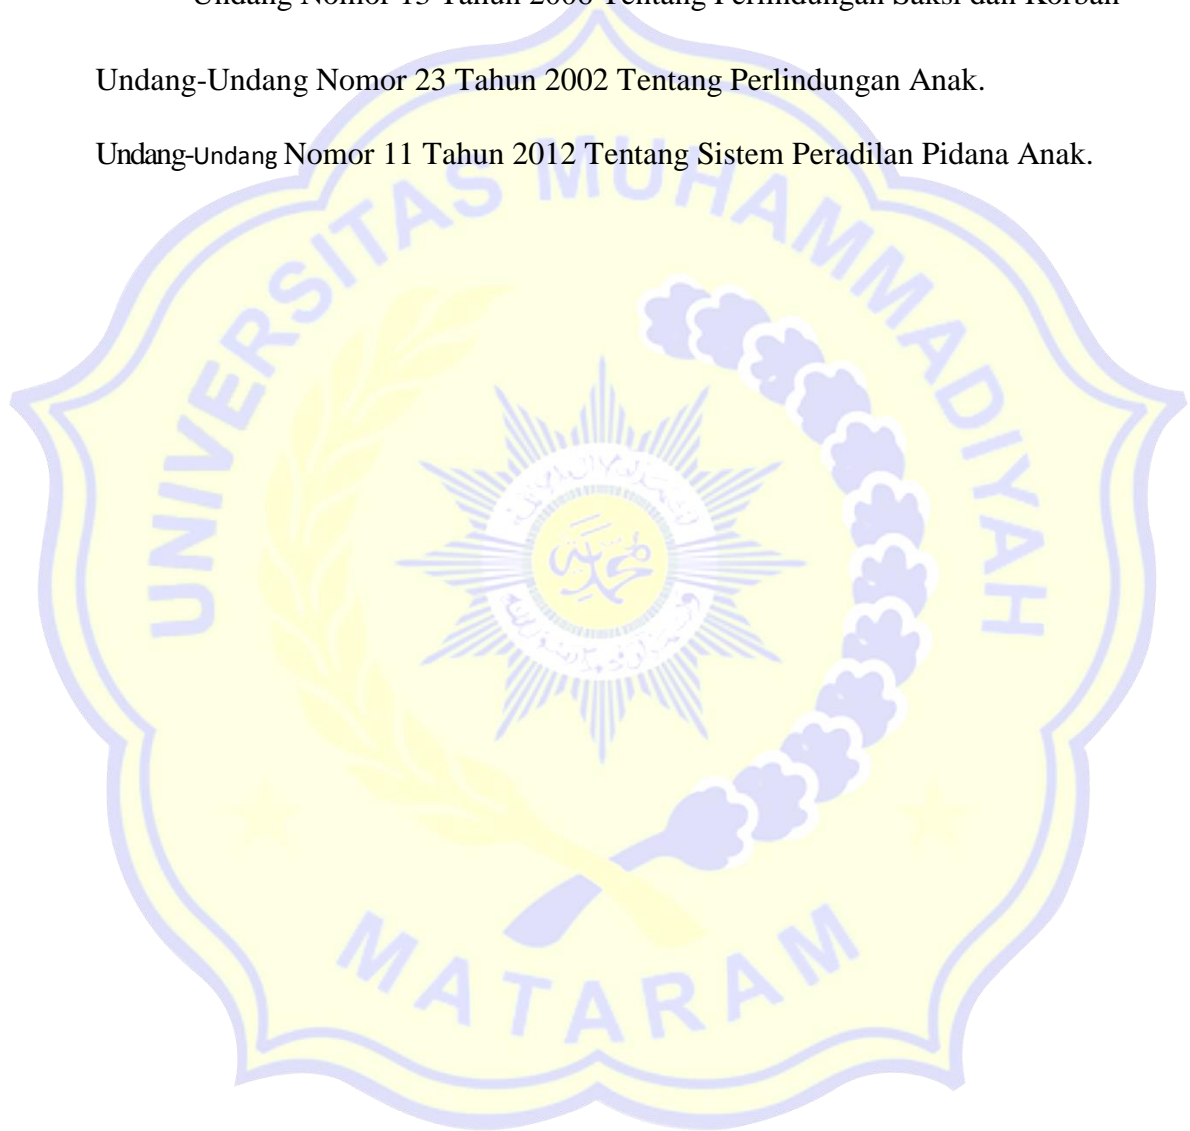 Undang Nomor 13 Tahun 2006 Tentang Perlindungan Saksi dan Korban
Undang-Undang Nomor 23 Tahun 2002 Tentang Perlindungan Anak.
Undang-Undang Nomor 11 Tahun 2012 Tentang Sistem Peradilan Pidana Anak.
UNIVERSITAS MUHAMMADIYAH
MATARAM